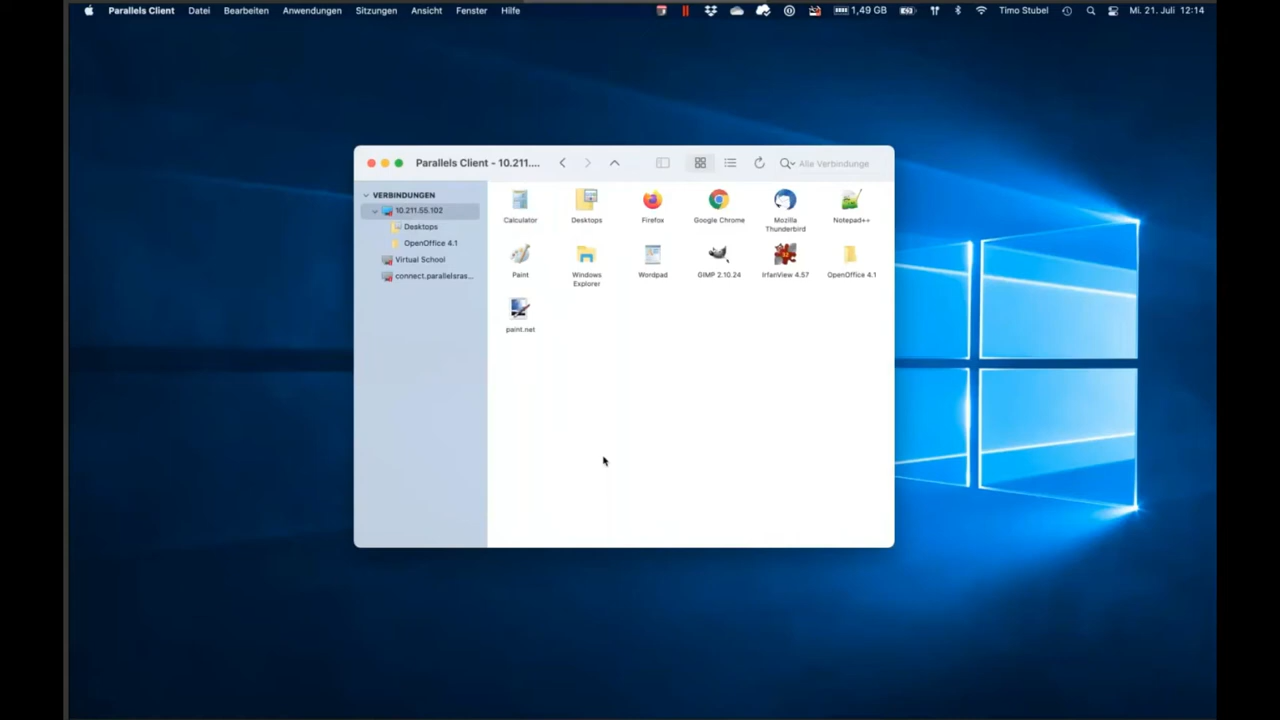 Parallels Client Datei Bearbeiten Anwendungen Sitzungen Ansicht Fenster Hilfe 1,49 GB Timo Stubel Mi. 21. Juli 12:14
Parallels Client - 10.211.... Alle Verbindunge
VERBINDUNGEN
10.211.55.102
Desktops
OpenOffice 4.1
Virtual School
connect.parallelsras...
Calculator Desktops Firefox Google Chrome Mozilla Thunderbird Notepad++
Paint Windows Explorer Wordpad GIMP 2.10.24 IrfanView 4.57 OpenOffice 4.1
paint.net